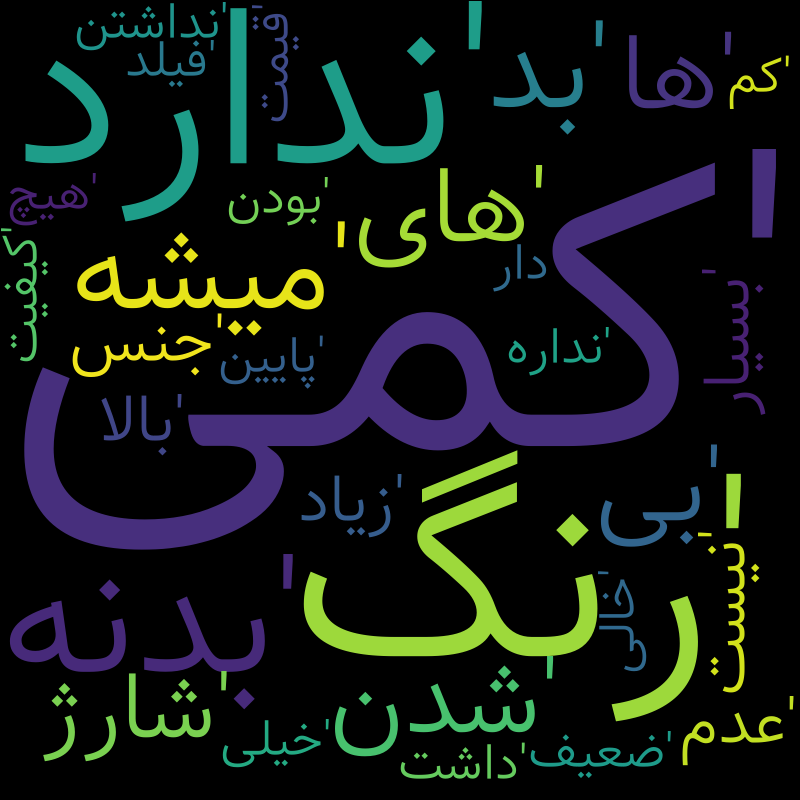 'نداشتن
'قیمت
'ندارد
'بد
'ها
'کم
'فیلد
'هیچ
'بودن
'های
'کیفیت
'میشه
'دار
'بسیار
'کمی
'جنس
'پایین
'نداره
'بالا
'زیاد
'بی
'رنگ
'نیست
'بدنه
'خالی
'شارژ
'شدن
'عدم
'خیلی
'داشت
'ضعیف